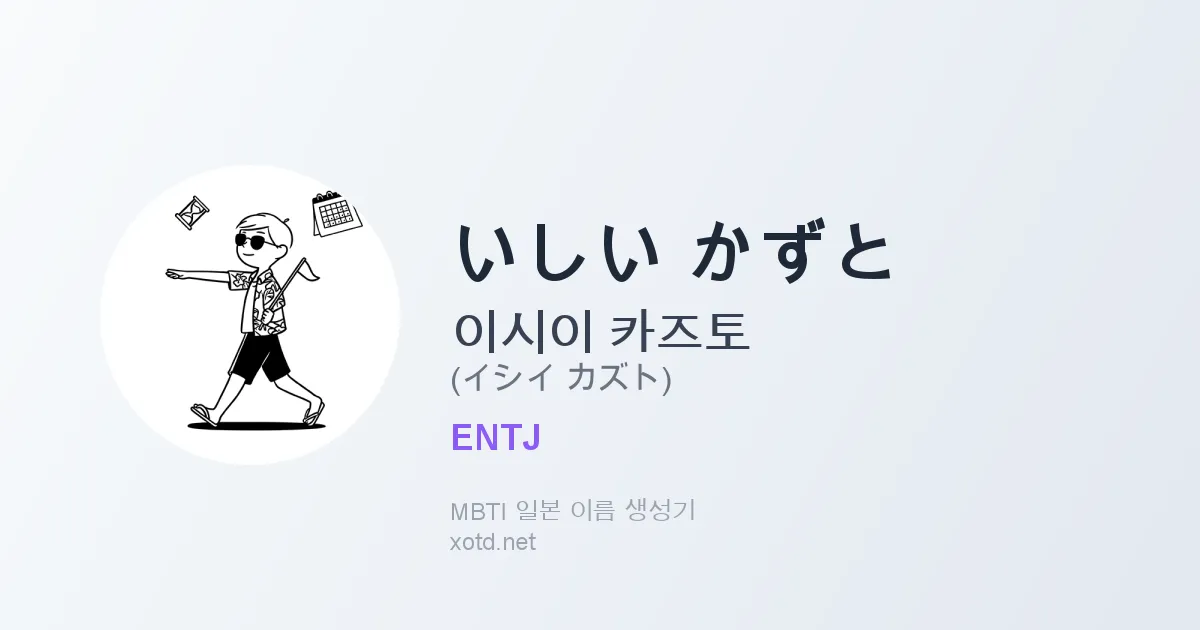 いしい かずと
이시이 카즈토
(イシイ カズト)
ENTJ
MBTI 일본 이름 생성기
xotd.net